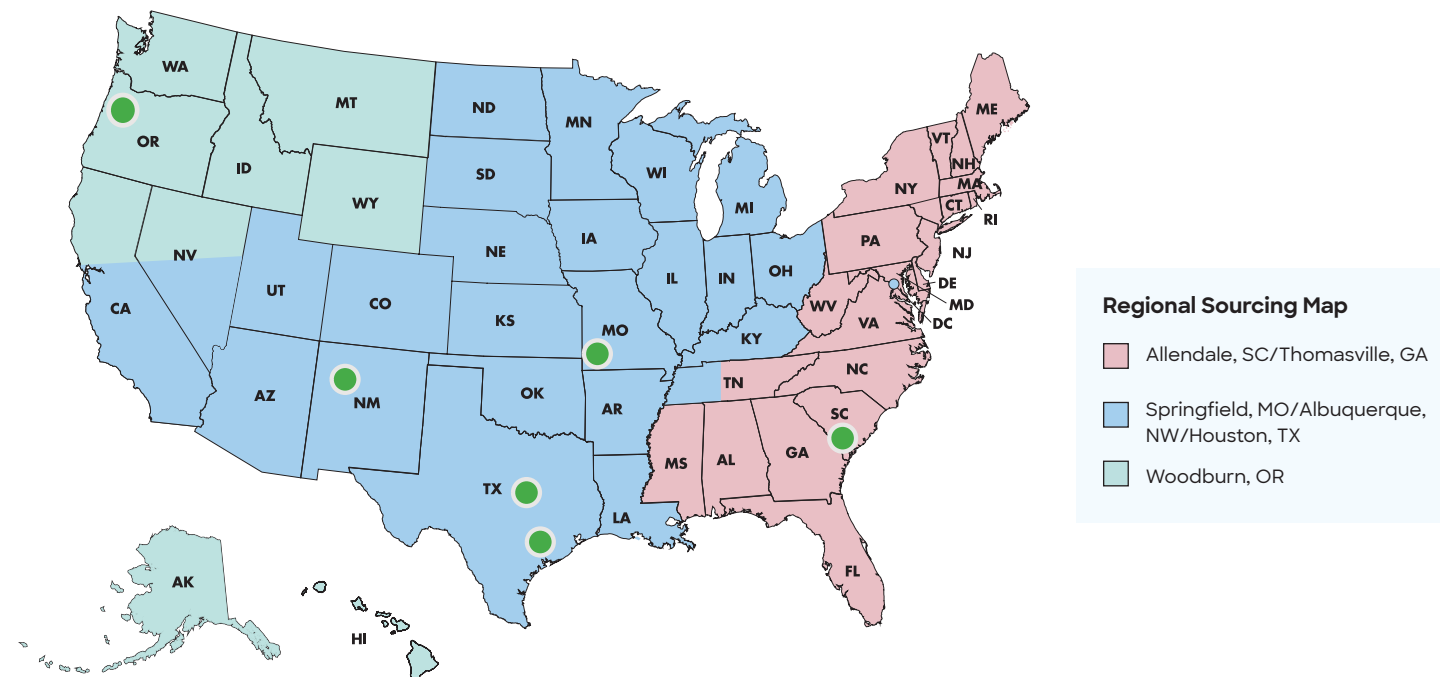 WA
MT
ND
MN
ME
OR
ID
SD
WI
VT
NH
WY
MI
NY
MA
CT
RI
NV
NE
IA
PA
NJ
UT
CO
IL
IN
OH
DE
CA
KS
MO
KY
WV
VA
MD
DC
AZ
NM
OK
AR
TN
NC
SC
TX
MS
AL
GA
LA
FL
AK
HI
Regional Sourcing Map
Allendale, SC/Thomasville, GA
Springfield, MO/Albuquerque,
NW/Houston, TX
Woodburn, OR